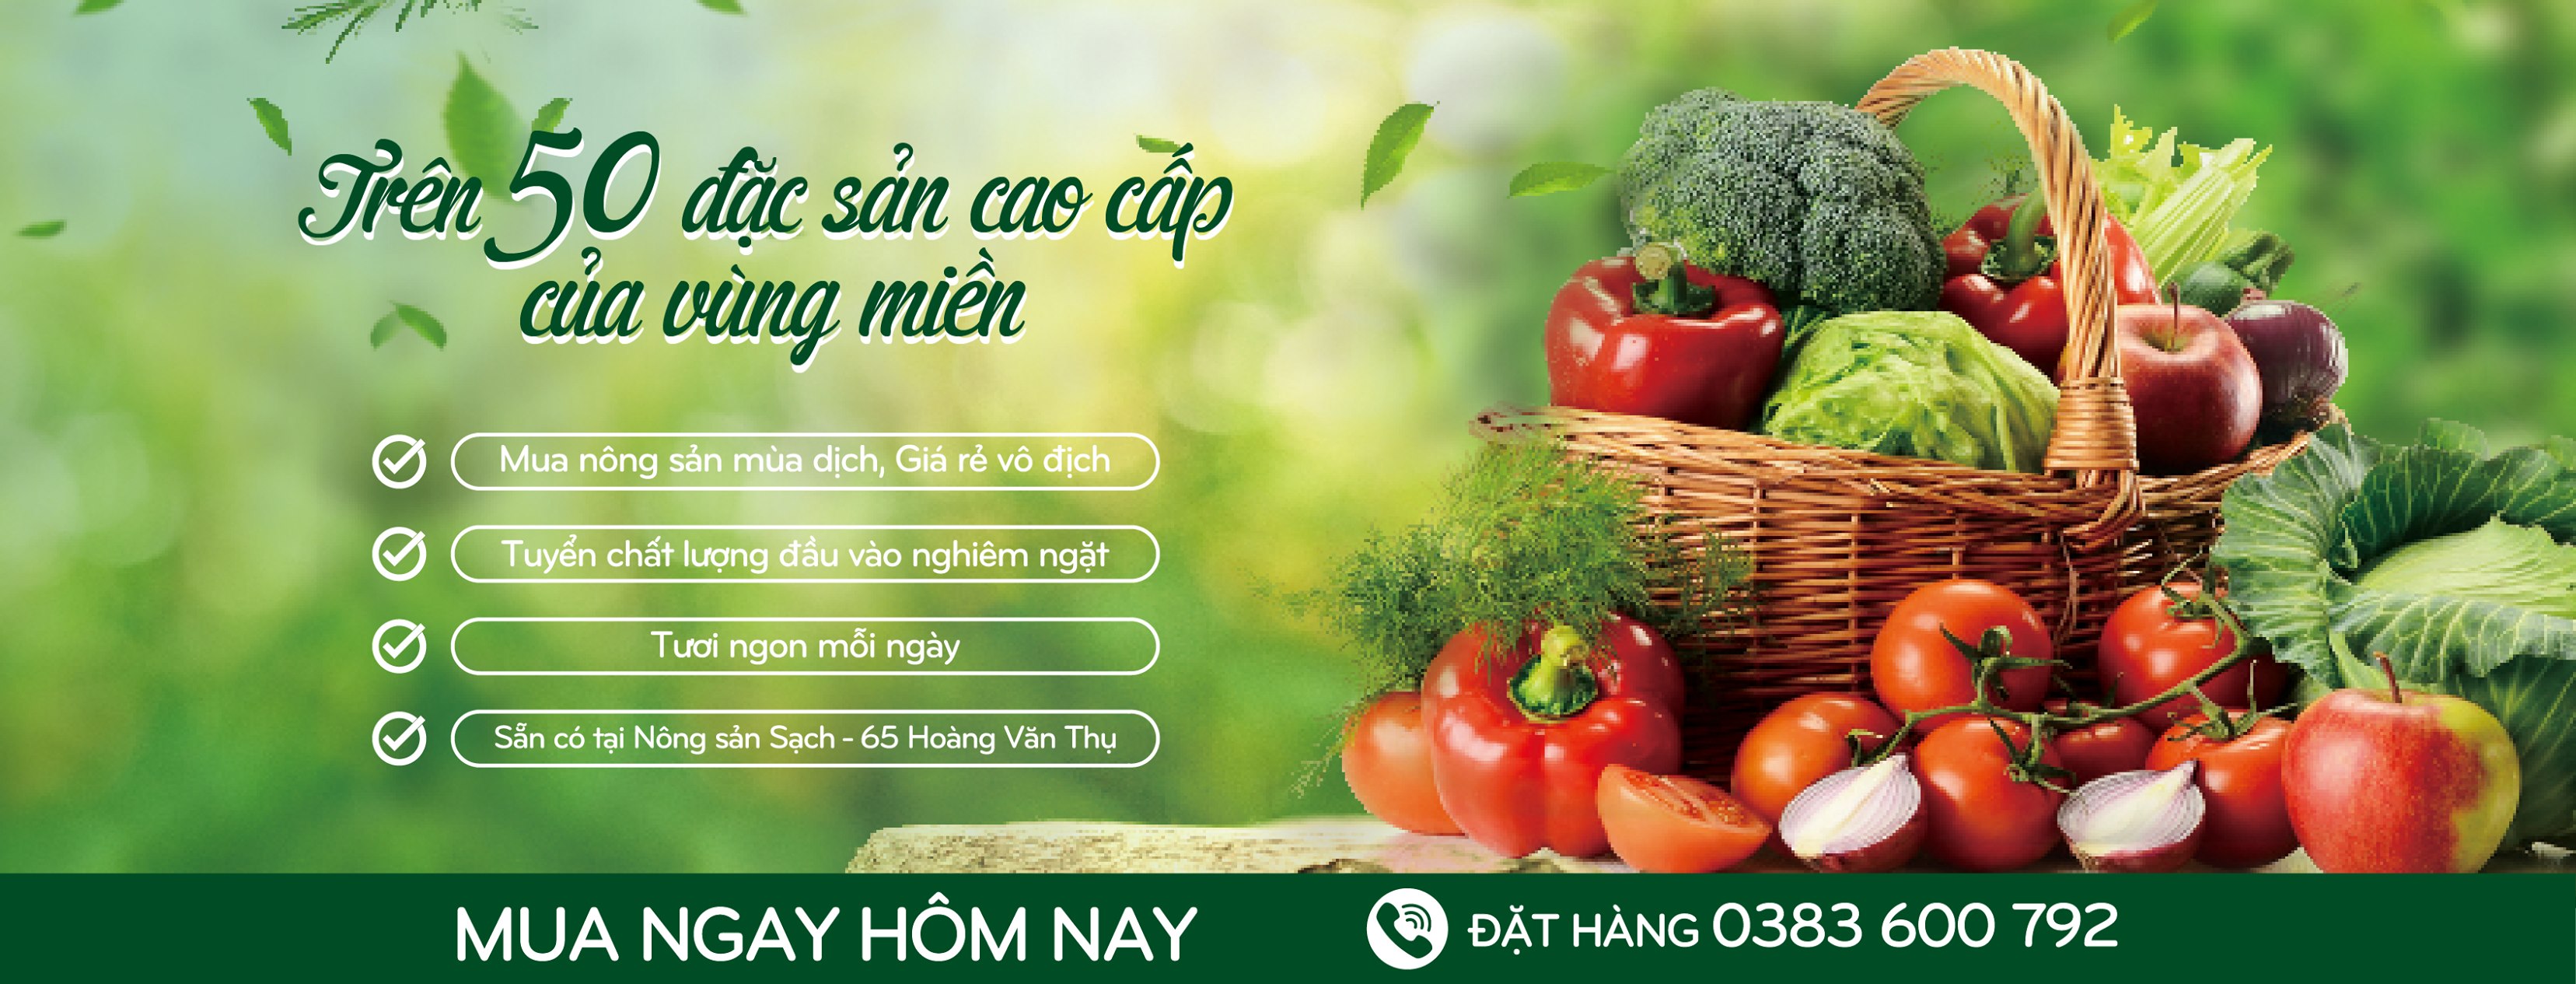 Trên 50 đặc sản cao cấp
của vùng miền
Mua nông sản mùa dịch, Giá rẻ vô địch
Tuyển chất lượng đầu vào nghiêm ngặt
Tươi ngon mỗi ngày
Sẵn có tại Nông sản Sạch - 65 Hoàng Văn Thụ
MUA NGAY HÔM NAY
ĐẶT HÀNG 0383 600 792